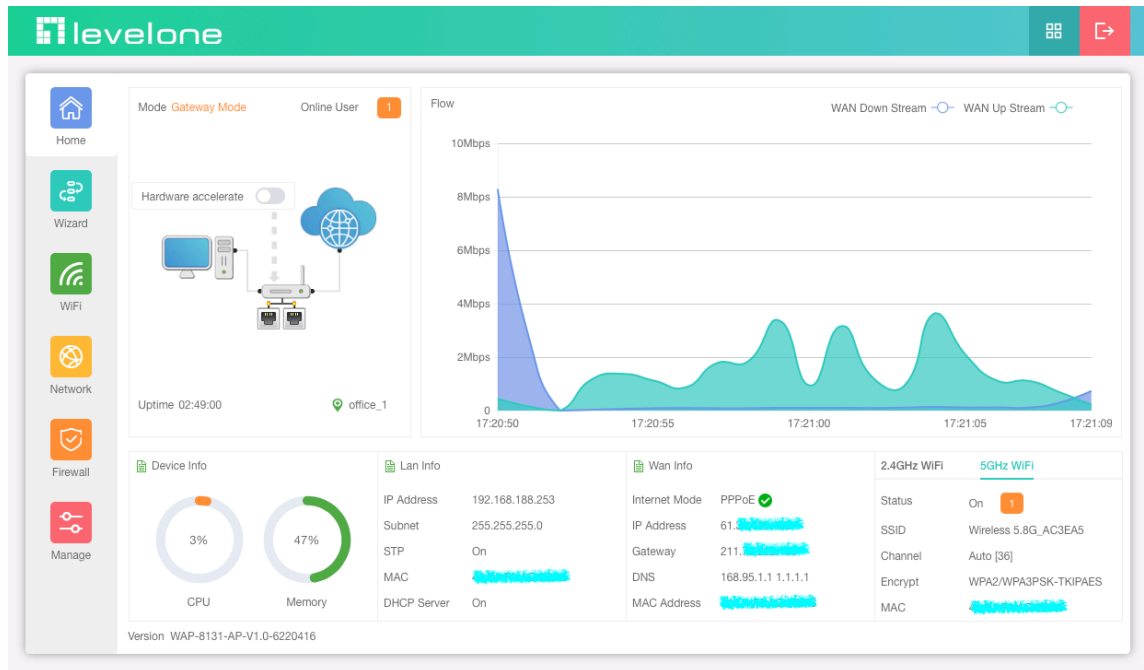 levelone
Home
Wizard
WiFi
Network
Firewall
Manage
Mode Gateway Mode Online User 1
Hardware accelerate
Uptime 02:49:00 office_1
Flow
WAN Down Stream WAN Up Stream
10Mbps
8Mbps
6Mbps
4Mbps
2Mbps
0
17:20:50 17:20:55 17:21:00 17:21:05 17:21:09
Device Info
3% 47%
CPU Memory
Lan Info
IP Address 192.168.188.253
Subnet 255.255.255.0
STP On
MAC
DHCP Server On
Wan Info
Internet Mode PPPoE
IP Address 61.
Gateway 211.
DNS 168.95.1.1 1.1.1.1
MAC Address
2.4GHz WiFi 5GHz WiFi
Status On 1
SSID Wireless 5.8G_AC3EA5
Channel Auto [36]
Encrypt WPA2/WPA3PSK-TKIPAES
MAC
Version WAP-8131-AP-V1.0-6220416